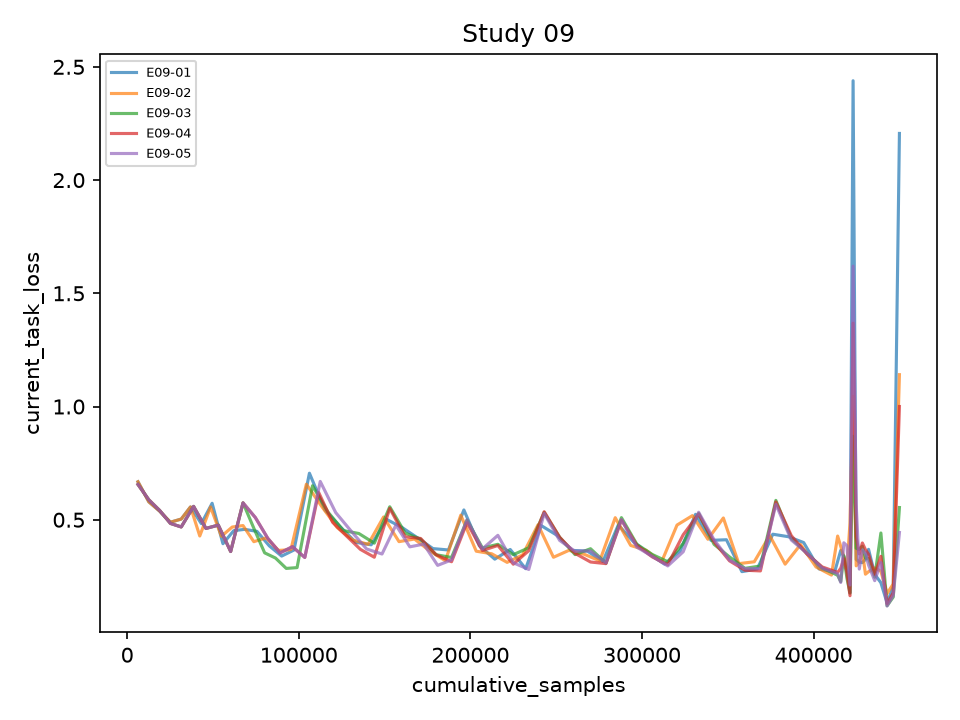 Study 09
E09-01
E09-02
E09-03
E09-04
E09-05
2.5
2.0
1.5
1.0
0.5
current_task_loss
0 100000 200000 300000 400000
cumulative_samples